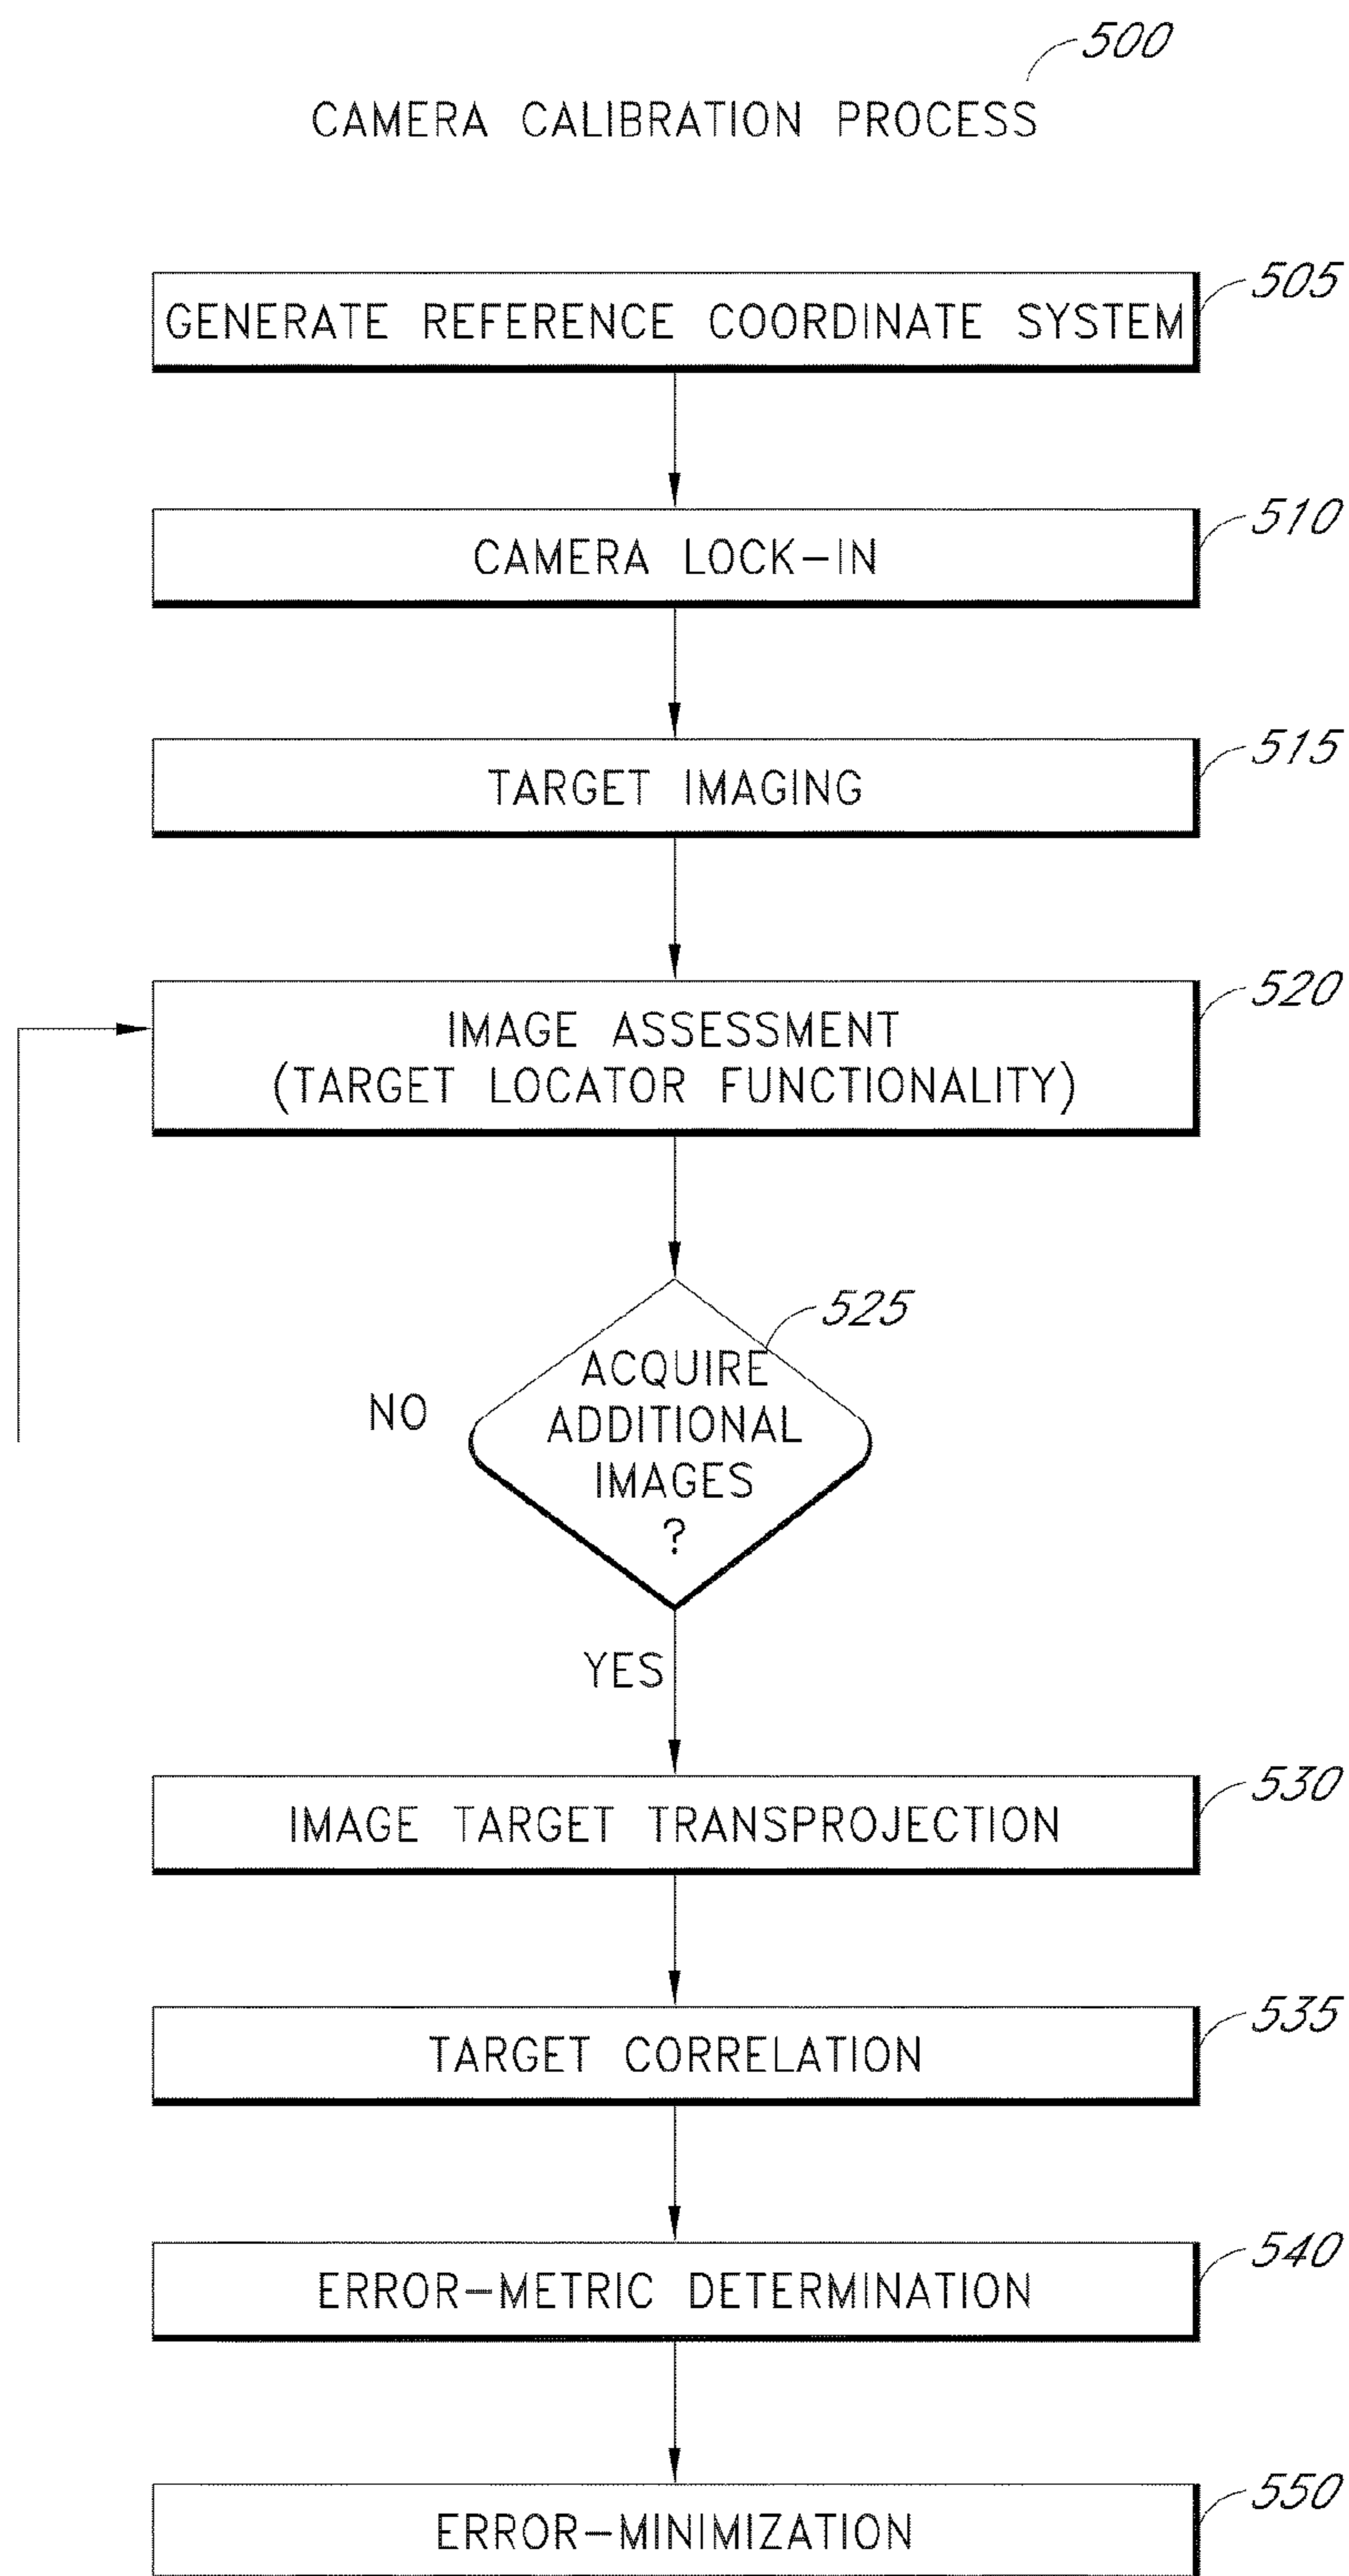 500
CAMERA CALIBRATION PROCESS
505
GENERATE REFERENCE COORDINATE SYSTEM
510
CAMERA LOCK-IN
515
TARGET IMAGING
520
IMAGE ASSESSMENT
(TARGET LOCATOR FUNCTIONALITY)
525
ACQUIRE
ADDITIONAL
IMAGES
?
NO
YES
530
IMAGE TARGET TRANSPROJECTION
535
TARGET CORRELATION
540
ERROR-METRIC DETERMINATION
550
ERROR-MINIMIZATION